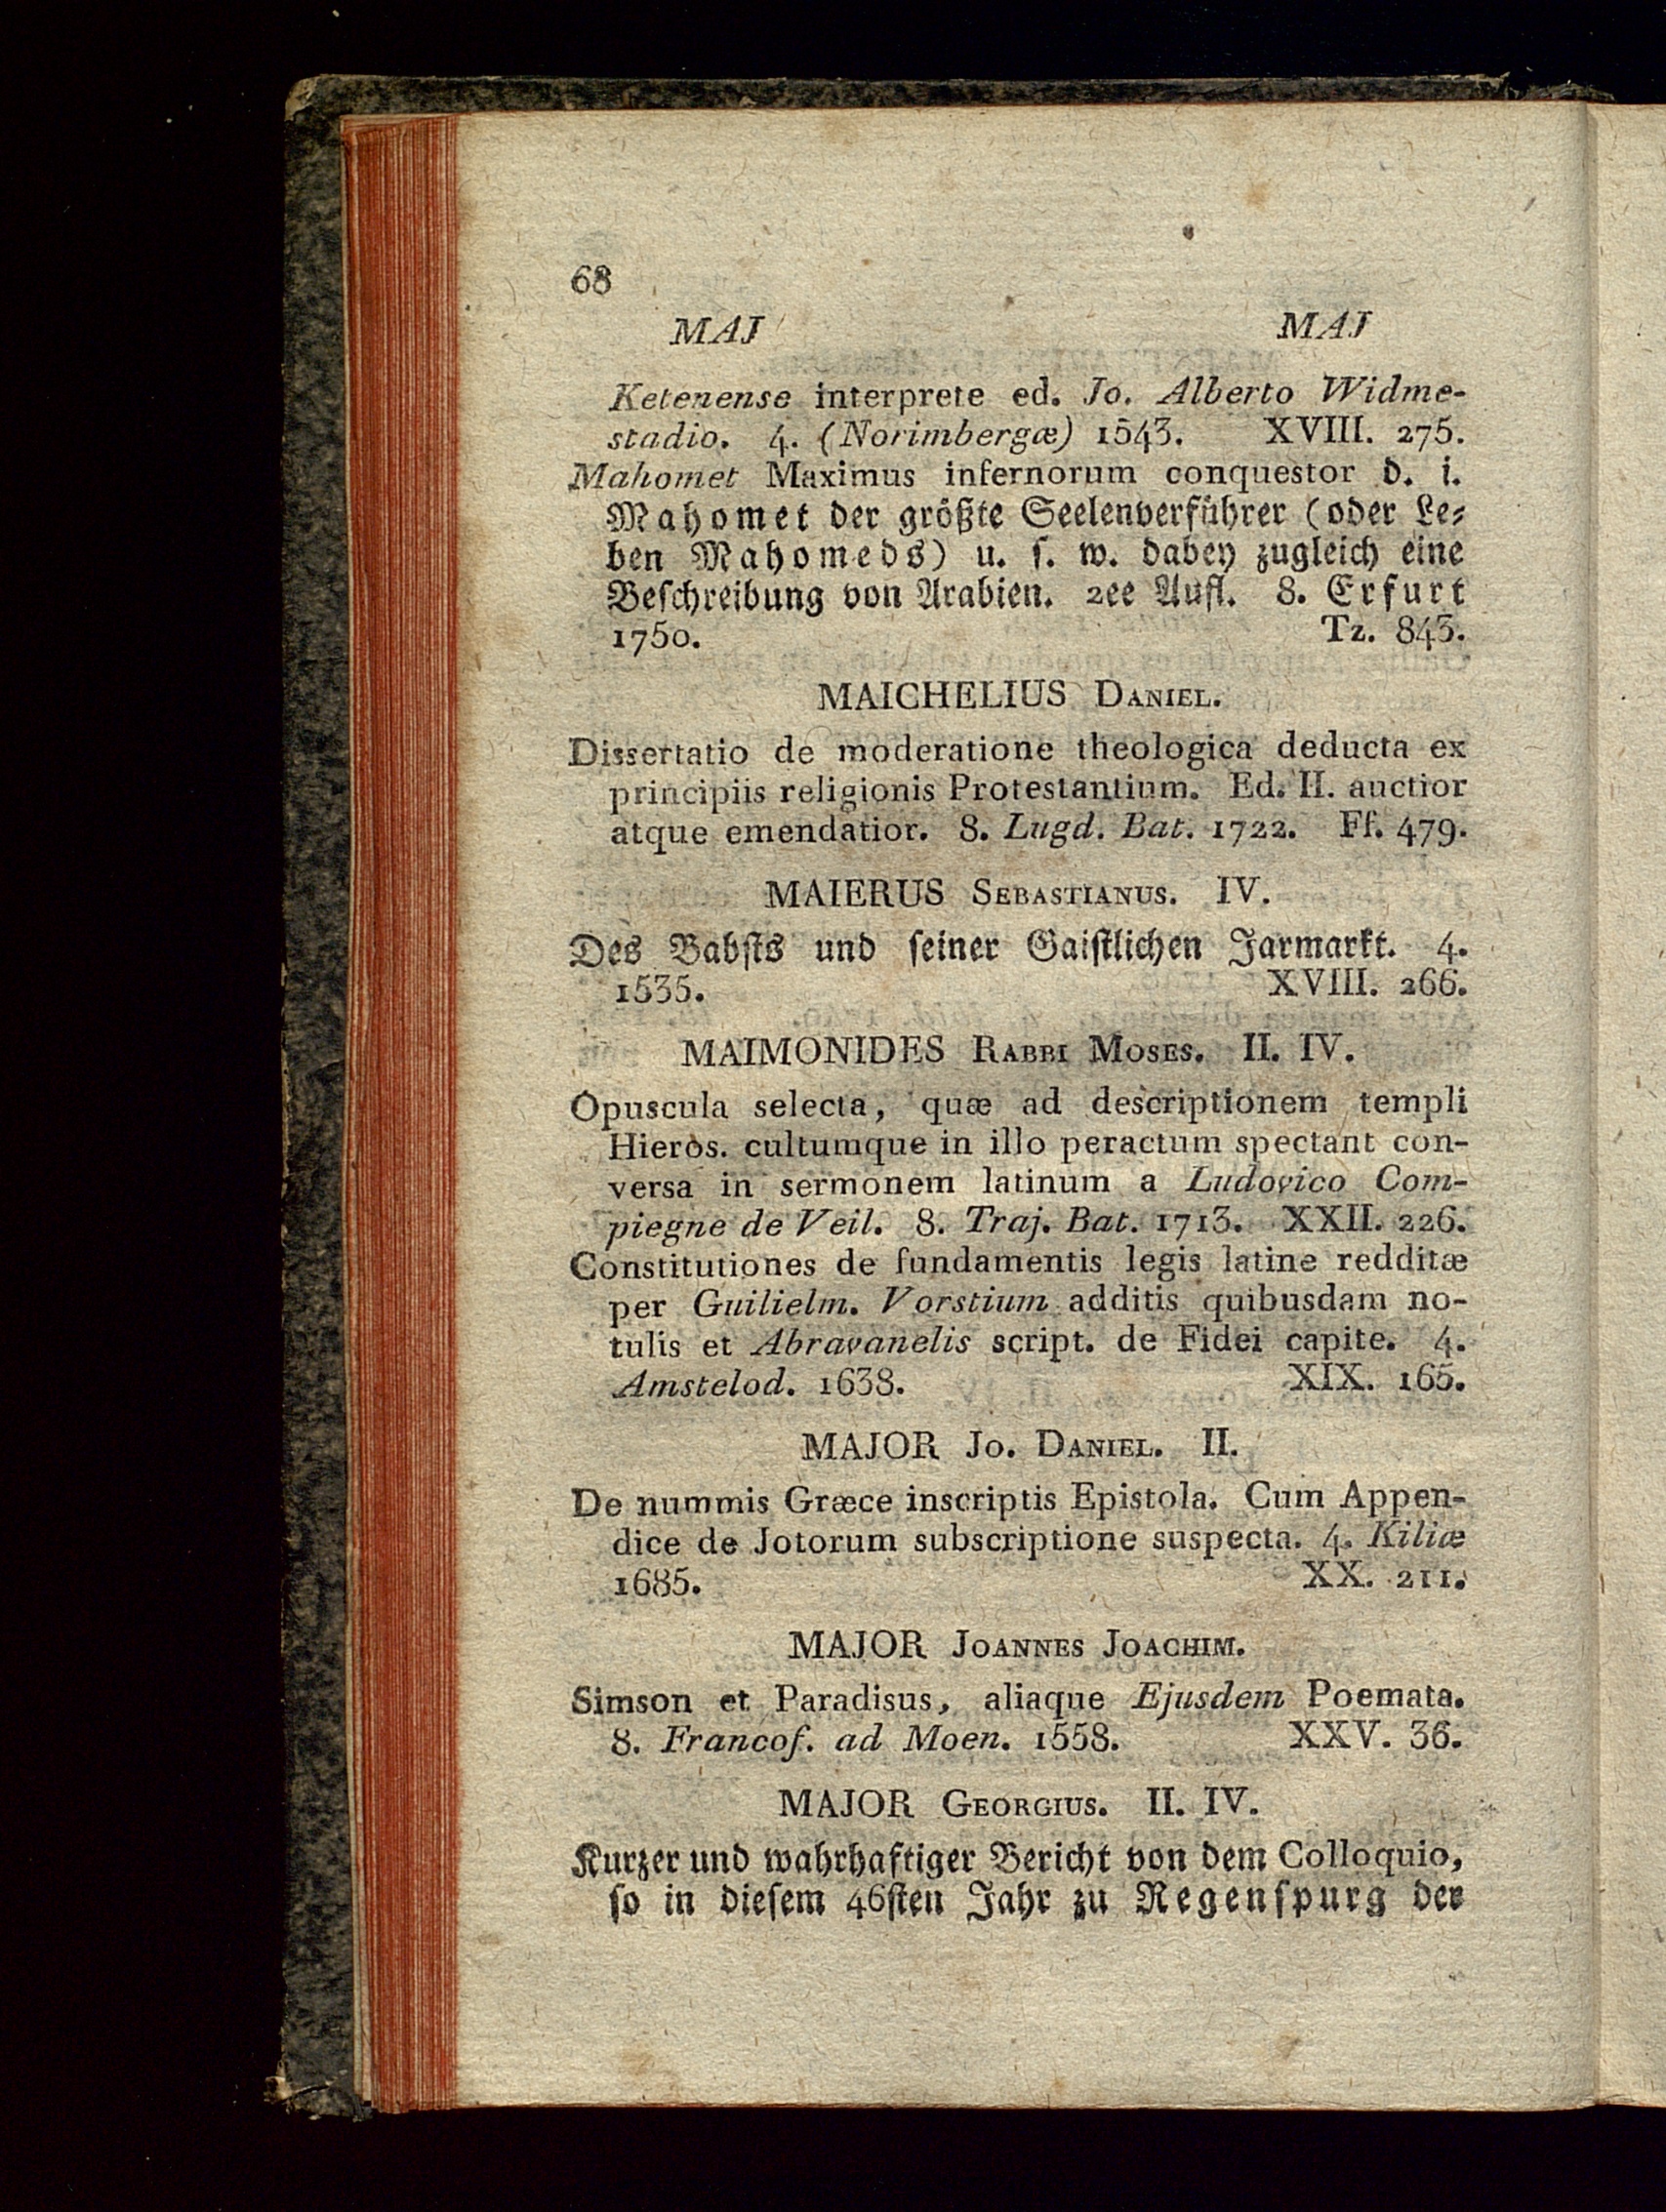 68
MAJ MAJ
Ketenense interprete ed. Jo. Alberto Widme-
stadio. 4. (Norimbergæ) 1543. XVIII. 275.
Mahomet Maximus infernorum conquestor d. i.
Mahomet der größte Seelenverführer (oder Le-
ben Mahomeds) u. s. w. dabey zugleich eine
Beschreibung von Arabien. 2ee Aufl. 8. Erfurt
1750. Tz. 843.
MAICHELIUS DANIEL.
Dissertatio de moderatione theologica deducta ex
principiis religionis Protestantium. Ed. II. auctior
atque emendatior. 8. Lugd. Bat. 1722. Ff. 479.
MAIERUS SEBASTIANUS. IV.
Des Babsts und seiner Gaistlichen Jarmarkt. 4.
1535. XVIII. 266.
MAIMONIDES RABBI MOSES. II. IV.
Opuscula selecta, quæ ad descriptionem templi
Hieros. cultumque in illo peractum spectant con-
versa in sermonem latinum a Ludovico Com-
piegne de Veil. 8. Traj. Bat. 1713. XXII. 226.
Constitutiones de fundamentis legis latine redditæ
per Guilielm. Vorstium additis quibusdam no-
tulis et Abravanelis script. de Fidei capite. 4.
Amstelod. 1638. XIX. 165.
MAJOR JO. DANIEL. II.
De nummis Græce inscriptis Epistola. Cum Appen-
dice de Jotorum subscriptione suspecta. 4. Kiliæ
1685. XX. 211.
MAJOR JOANNES JOACHIM.
Simson et Paradisus, aliaque Ejusdem Poemata.
8. Francof. ad Moen. 1558. XXV. 36.
MAJOR GEORGIUS. II. IV.
Kurzer und wahrhaftiger Bericht von dem Colloquio,
so in diesem 46sten Jahr zu Regenspurg der